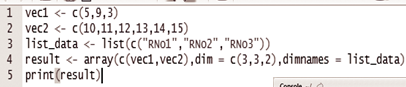 1 vec1 <- c(5,9,3)
2 vec2 <- c(10,11,12,13,14,15)
3 list_data <- list(c("RNo1","RNo2","RNo3"))
4 result <- array(c(vec1,vec2),dim = c(3,3,2),dimnames = list_data)
5 print(result)
Console